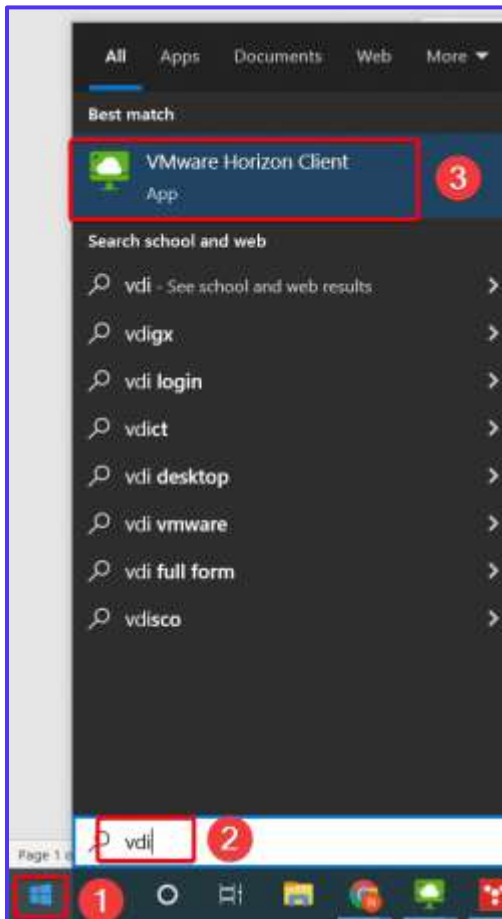 All Apps Documents Web More
Best match
VMware Horizon Client
App
3
Search school and web
vdi - See school and web results
vdigx
vdi login
vdict
vdi desktop
vdi vmware
vdi full form
vdisco
vdi
2
Page 1
1